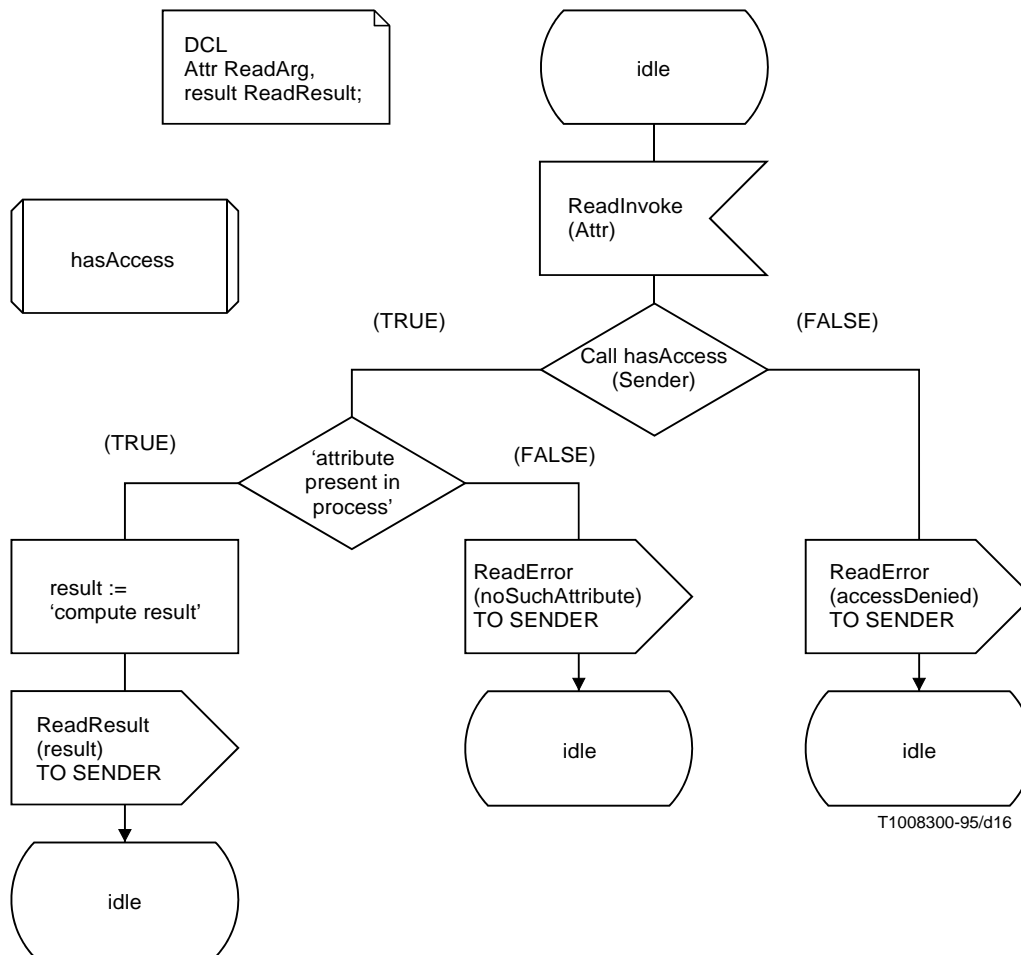 DCL
Attr ReadArg,
result ReadResult;
idle
ReadInvoke
(Attr)
hasAccess
(TRUE)
(FALSE)
Call hasAccess
(Sender)
(TRUE)
(FALSE)
‘attribute
present in
process’
result :=
‘compute result’
ReadError
(noSuchAttribute)
TO SENDER
ReadError
(accessDenied)
TO SENDER
ReadResult
(result)
TO SENDER
idle
idle
T1008300-95/d16
idle